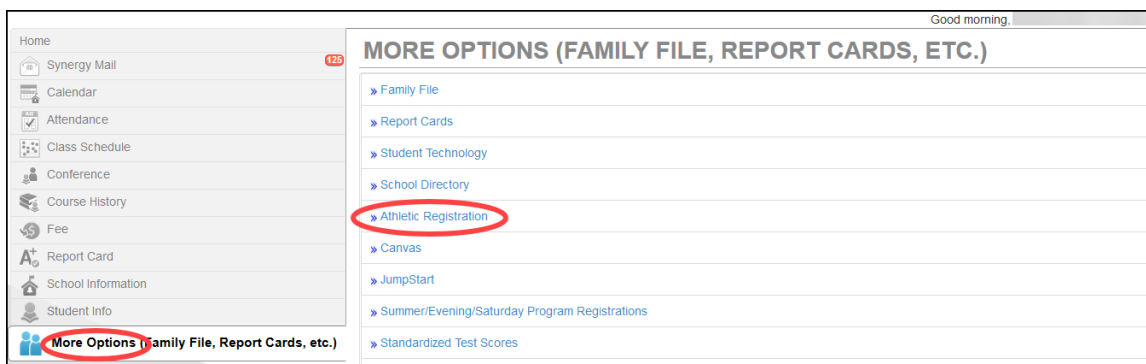 Good morning,
Home
Synergy Mail
125
Calendar
Attendance
Class Schedule
Conference
Course History
Fee
Report Card
School Information
Student Info
More Options (Family File, Report Cards, etc.)
MORE OPTIONS (FAMILY FILE, REPORT CARDS, ETC.)
» Family File
» Report Cards
» Student Technology
» School Directory
» Athletic Registration
» Canvas
» JumpStart
» Summer/Evening/Saturday Program Registrations
» Standardized Test Scores